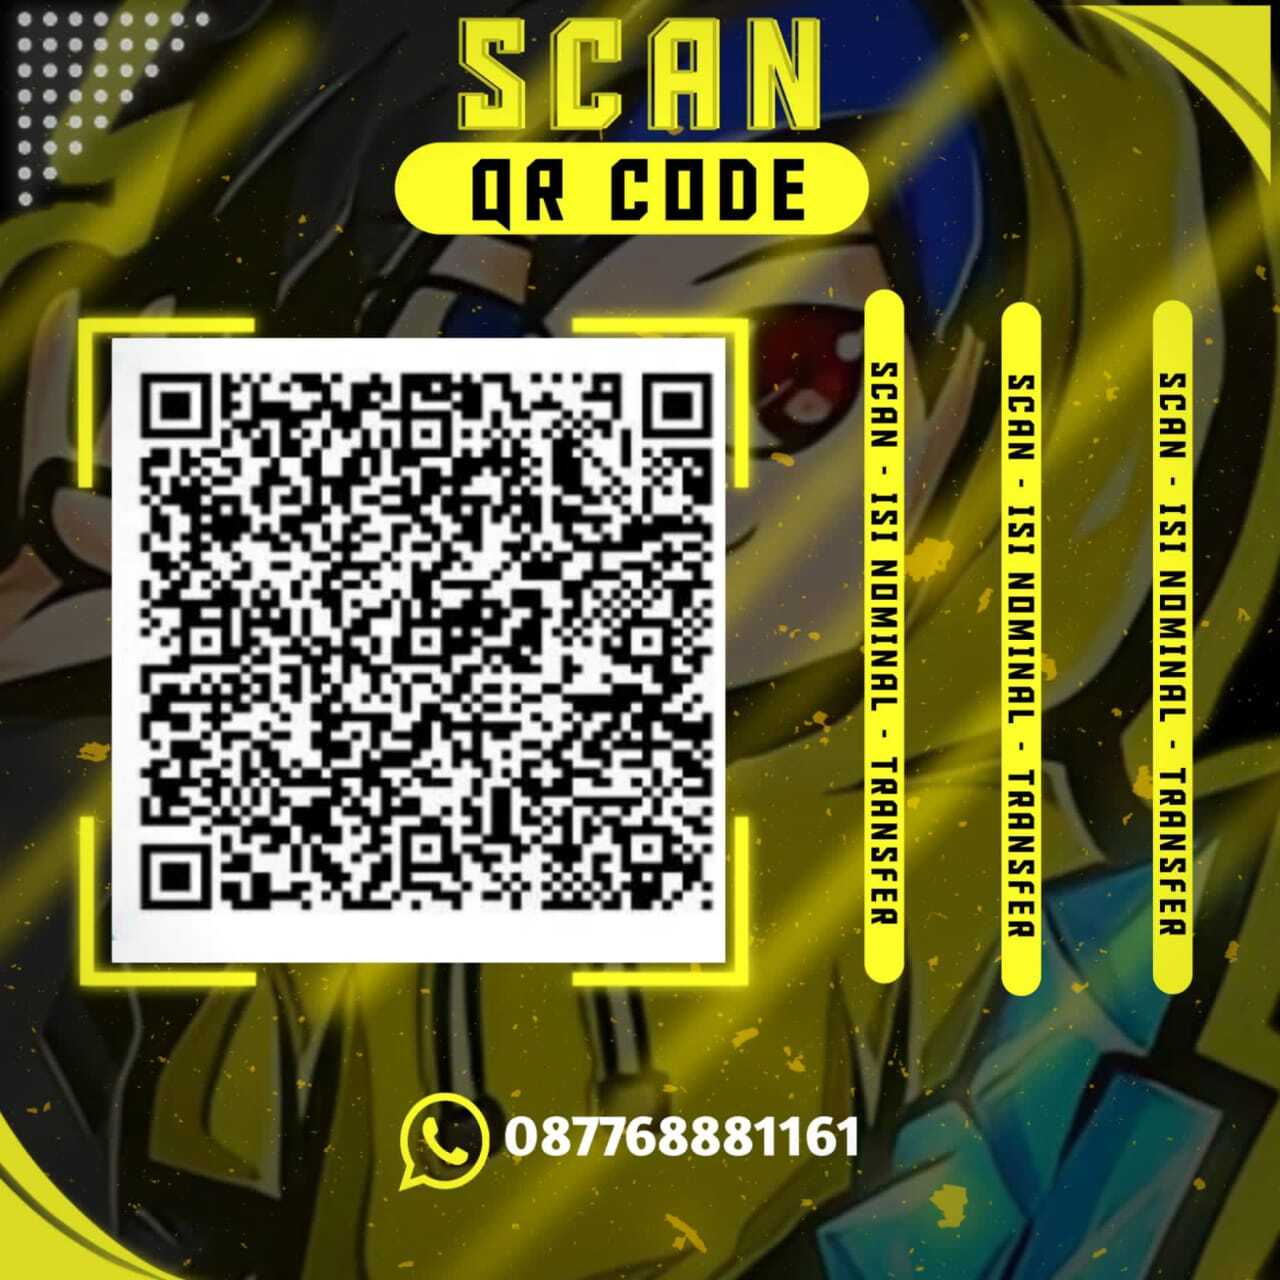 SCAN
QR CODE
SCAN - ISI NOMINAL - TRANSFER
SCAN - ISI NOMINAL - TRANSFER
SCAN - ISI NOMINAL - TRANSFER
087768881161